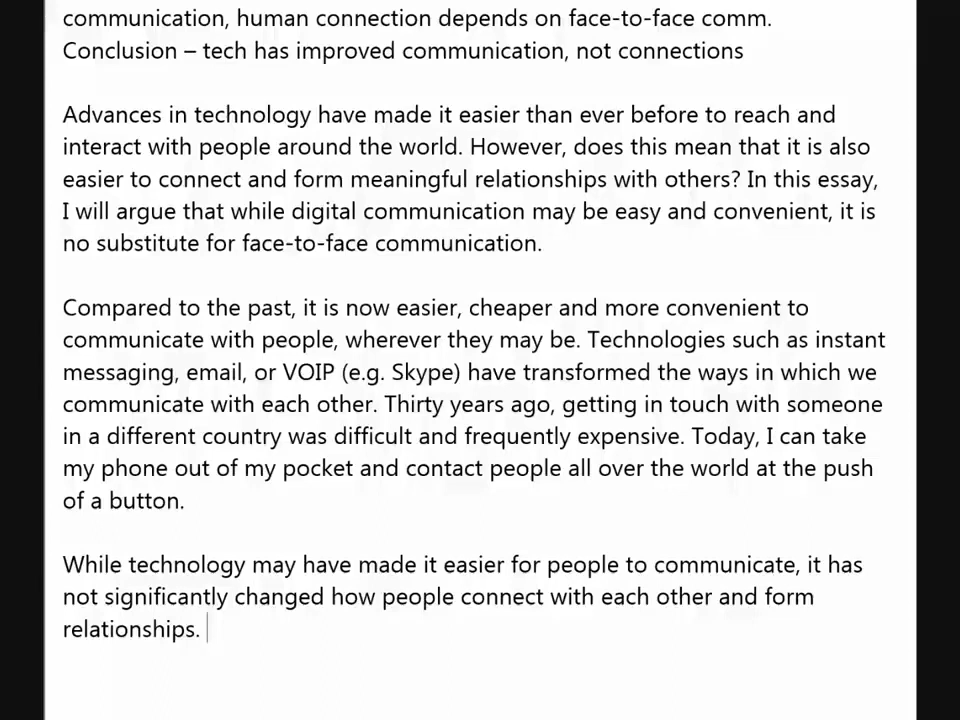 communication, human connection depends on face-to-face comm.
Conclusion – tech has improved communication, not connections
Advances in technology have made it easier than ever before to reach and
interact with people around the world. However, does this mean that it is also
easier to connect and form meaningful relationships with others? In this essay,
I will argue that while digital communication may be easy and convenient, it is
no substitute for face-to-face communication.
Compared to the past, it is now easier, cheaper and more convenient to
communicate with people, wherever they may be. Technologies such as instant
messaging, email, or VOIP (e.g. Skype) have transformed the ways in which we
communicate with each other. Thirty years ago, getting in touch with someone
in a different country was difficult and frequently expensive. Today, I can take
my phone out of my pocket and contact people all over the world at the push
of a button.
While technology may have made it easier for people to communicate, it has
not significantly changed how people connect with each other and form
relationships.